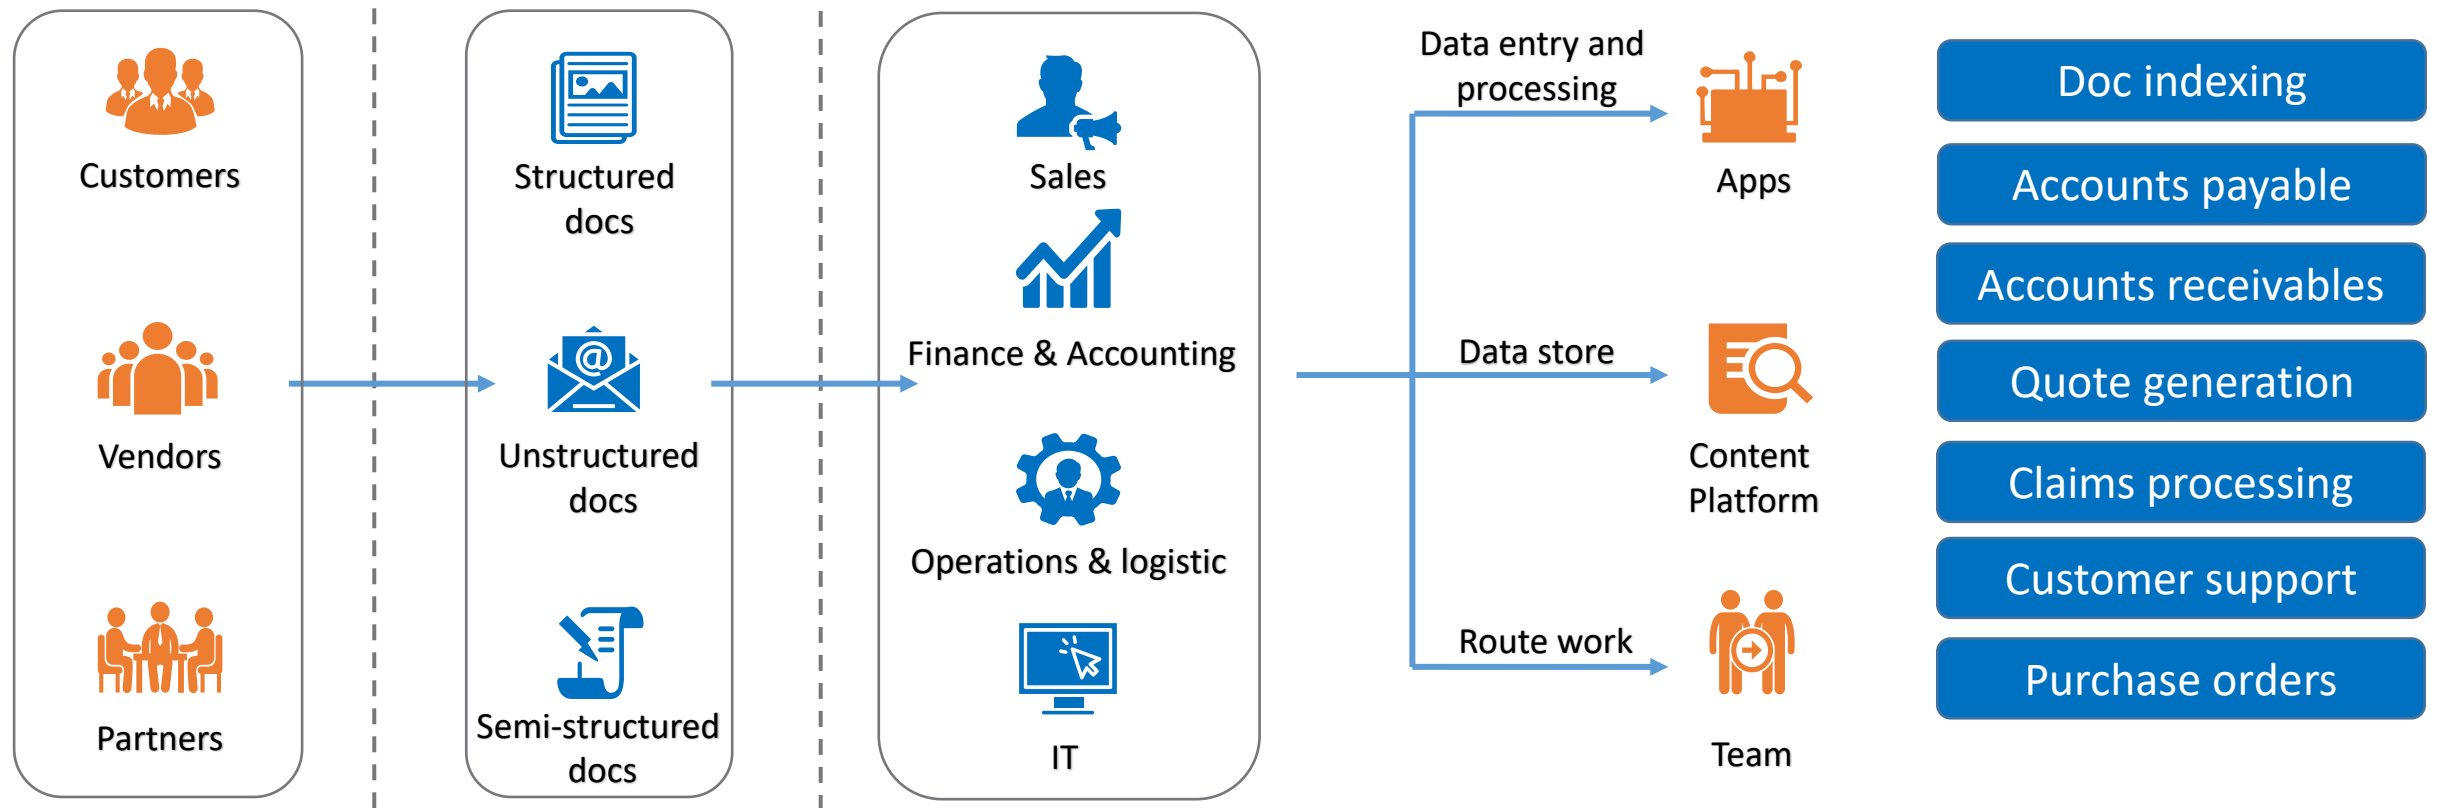 Customers
Vendors
Partners
Structured
docs
@
Unstructured
docs
Semi-structured
docs
Sales
Finance & Accounting
Operations & logistic
IT
Data entry and
processing
Data store
Route work
Apps
Content
Platform
Team
Doc indexing
Accounts payable
Accounts receivables
Quote generation
Claims processing
Customer support
Purchase orders